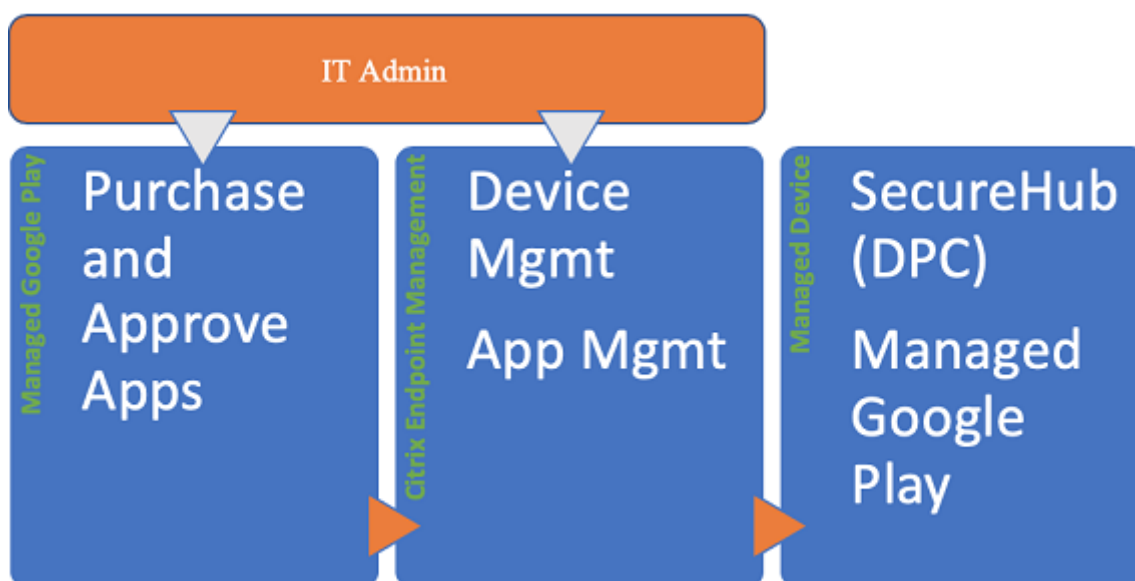 IT Admin
Managed Google Play
Purchase
and
Approve
Apps
Citrix Endpoint Management
Device
Mgmt
App Mgmt
Managed Device
SecureHub
(DPC)
Managed
Google
Play